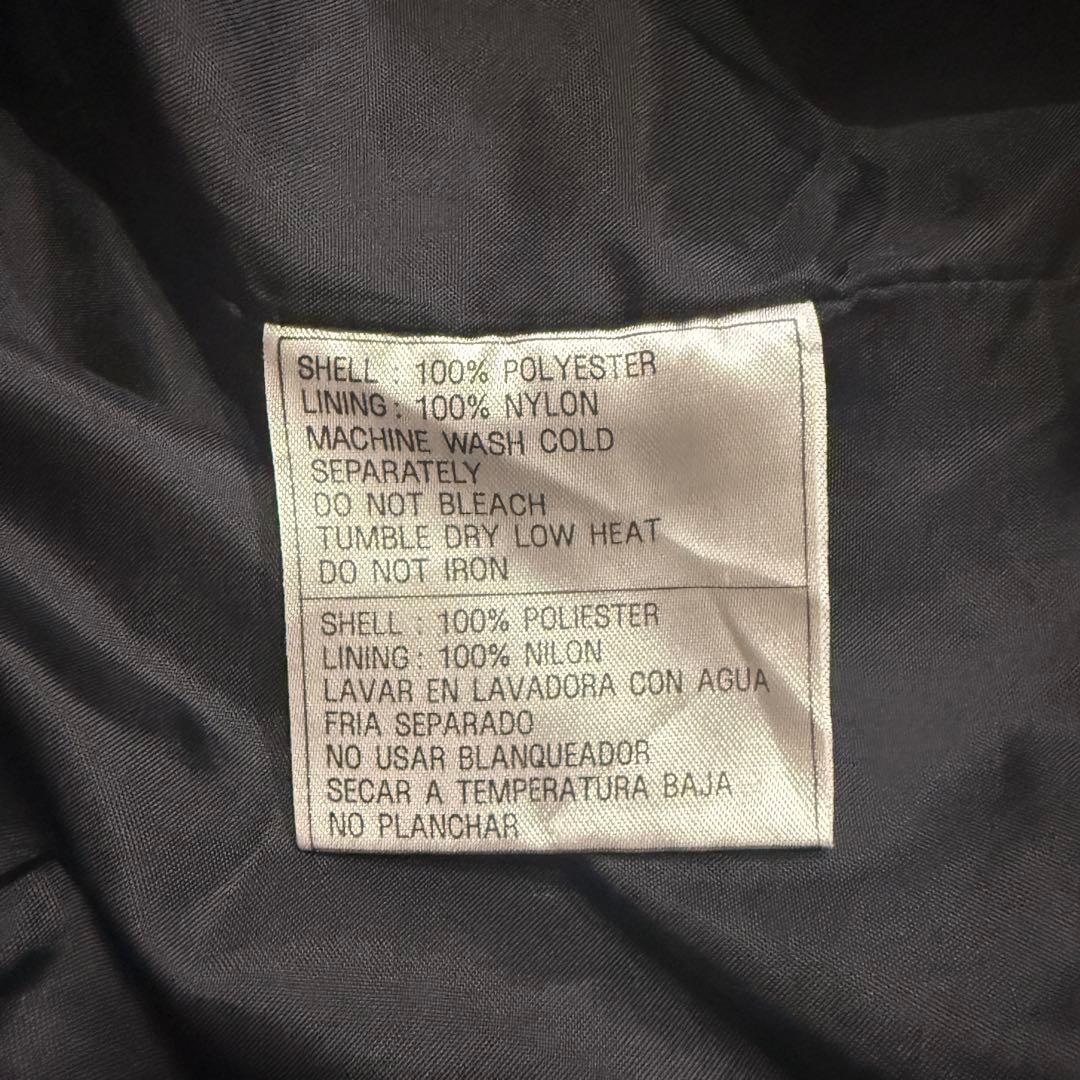 SHELL : 100% POLYESTER
LINING : 100% NYLON
MACHINE WASH COLD
SEPARATELY
DO NOT BLEACH
TUMBLE DRY LOW HEAT
DO NOT IRON
SHELL : 100% POLIESTER
LINING : 100% NILON
LAVAR EN LAVADORA CON AGUA
FRIA SEPARADO
NO USAR BLANQUEADOR
SECAR A TEMPERATURA BAJA
NO PLANCHAR